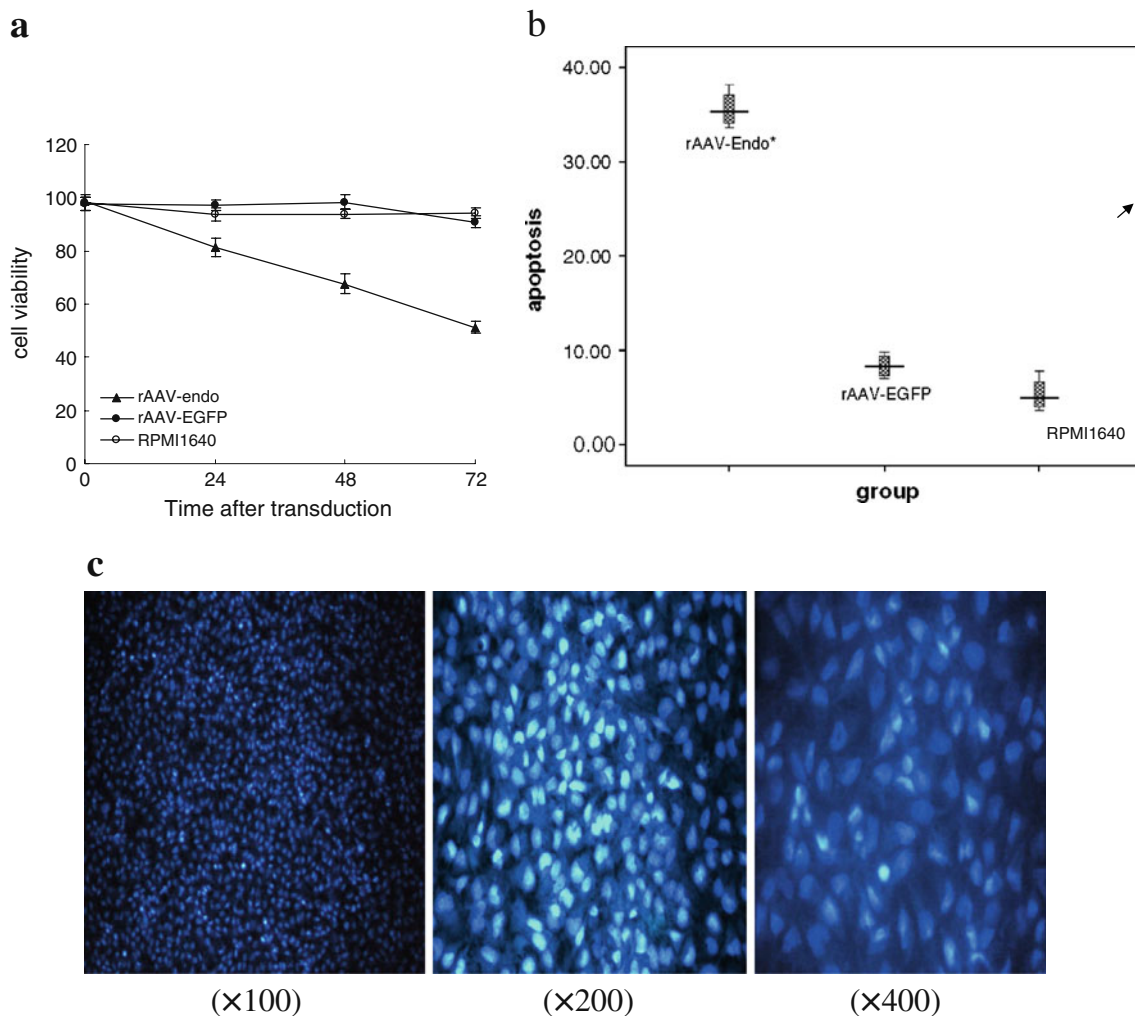 a
120
100
80
60
40
20
0
cell viability
rAAV-endo
rAAV-EGFP
RPMI1640
0 24 48 72
Time after transduction
b
40.00
30.00
20.00
10.00
0.00
apoptosis
rAAV-Endo*
rAAV-EGFP
RPMI1640
group
c
(×100) (×200) (×400)